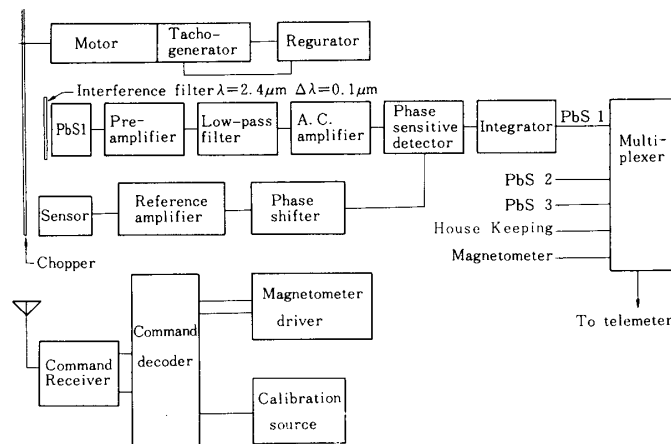 Motor
Tacho-
generator
Regurator
Interference filter λ=2.4μm Δλ=0.1μm
PbS1
Pre-
amplifier
Low-pass
filter
A. C.
amplifier
Phase
sensitive
detector
Integrator
PbS 1
Multi-
plexer
PbS 2
PbS 3
House Keeping
Magnetometer
Sensor
Reference
amplifier
Phase
shifter
Chopper
To telemeter
Command
Receiver
Command
decoder
Magnetometer
driver
Calibration
source